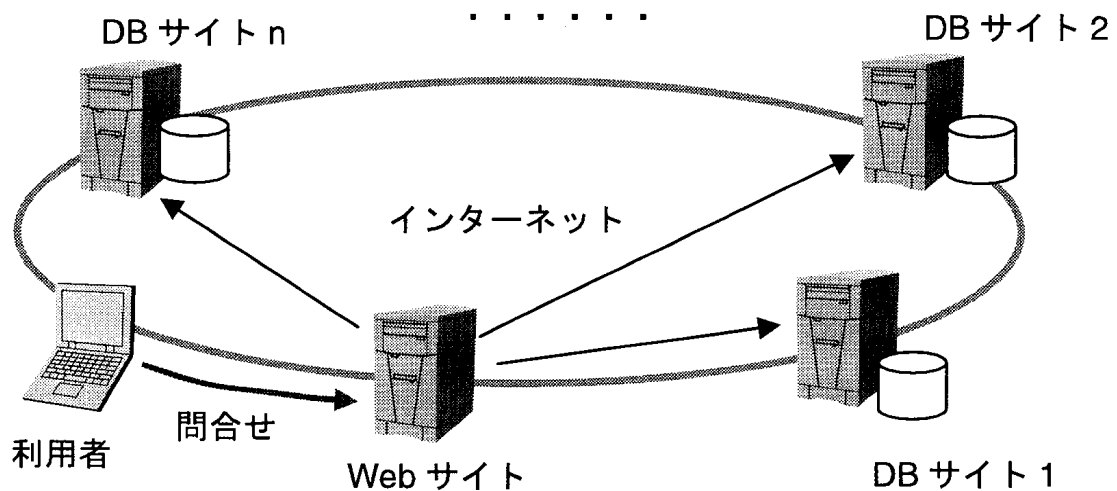 DB サイト n
・・・・・・
DB サイト 2
インターネット
問合せ
利用者
Web サイト
DB サイト 1